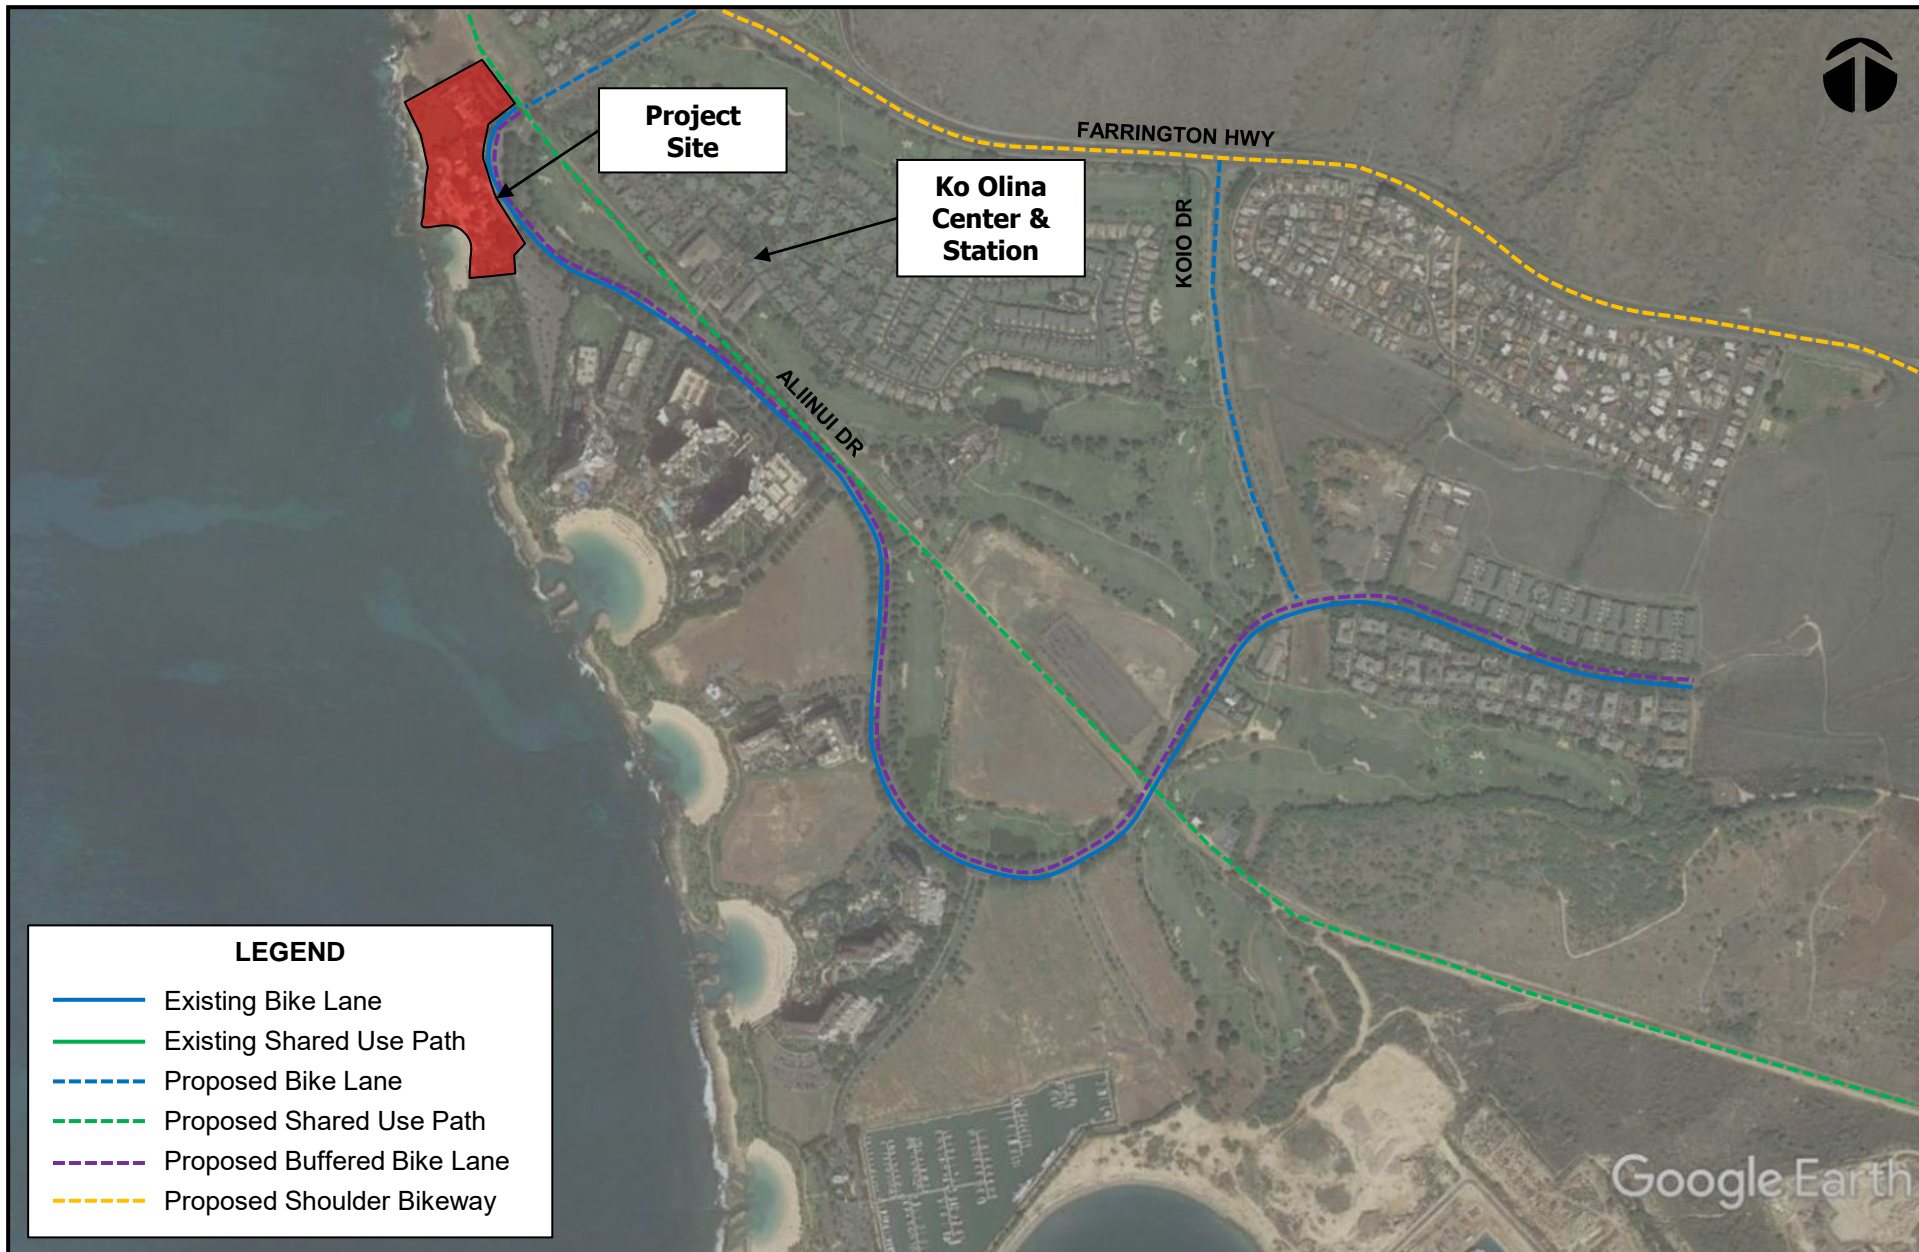 Project
Site
Ko Olina
Center &
Station
FARRINGTON HWY
KOIO DR
ALIINUI DR
LEGEND
Existing Bike Lane
Existing Shared Use Path
Proposed Bike Lane
Proposed Shared Use Path
Proposed Buffered Bike Lane
Proposed Shoulder Bikeway
Google Earth